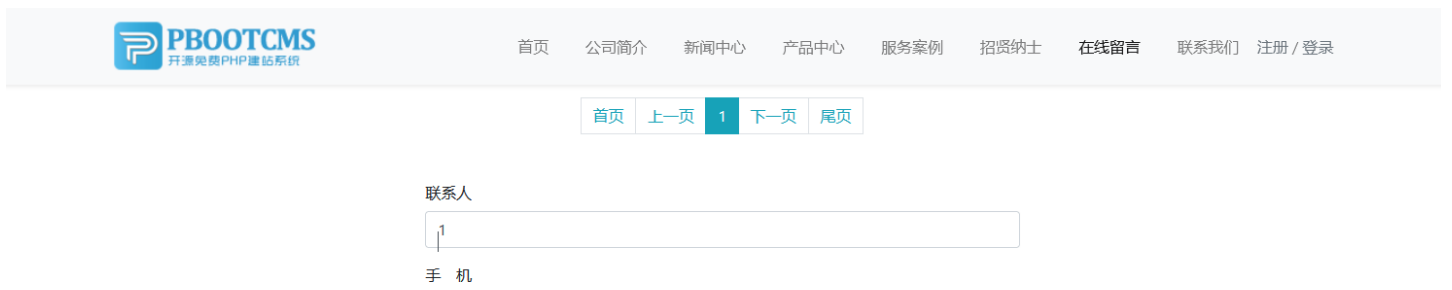 PBOOTCMS
开源免费PHP建站系统
首页 公司简介 新闻中心 产品中心 服务案例 招贤纳士 在线留言 联系我们 注册 / 登录
首页 上一页 1 下一页 尾页
联系人
1
手 机